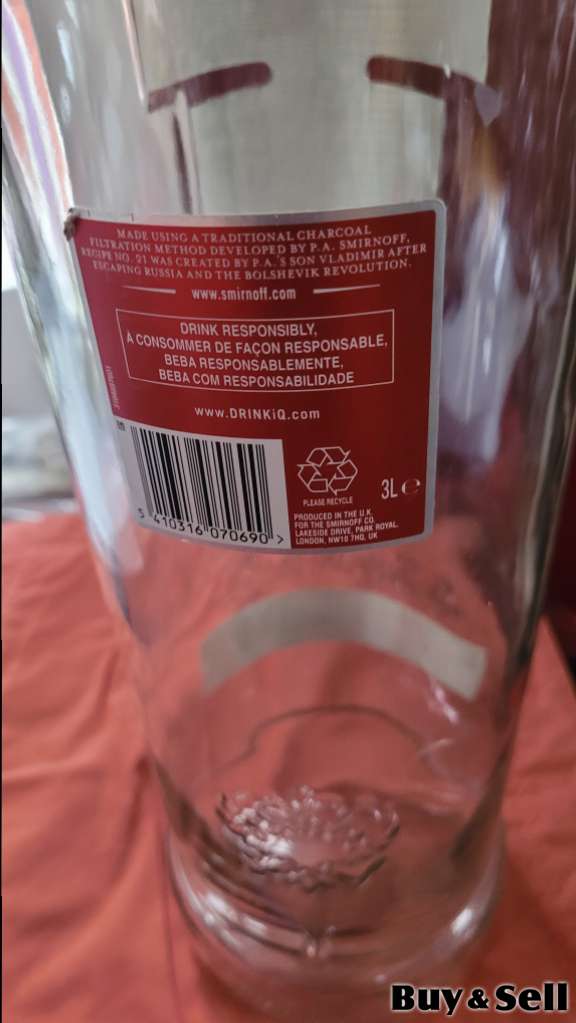 MADE USING A TRADITIONAL CHARCOAL
FILTRATION METHOD DEVELOPED BY P.A. SMIRNOFF,
RECIPE NO. 21 WAS CREATED BY P.A.'S SON VLADIMIR AFTER
ESCAPING RUSSIA AND THE BOLSHEVIK REVOLUTION.
www.smirnoff.com
DRINK RESPONSIBLY,
À CONSOMMER DE FAÇON RESPONSABLE,
BEBA RESPONSABLEMENTE,
BEBA COM RESPONSABILIDADE
www.DRINKiQ.com
5 410316 070690 >
PLEASE RECYCLE
3L ℮
PRODUCED IN THE U.K.
FOR THE SMIRNOFF CO.
LAKESIDE DRIVE, PARK ROYAL.
LONDON, NW10 7HQ, UK
Buy & Sell